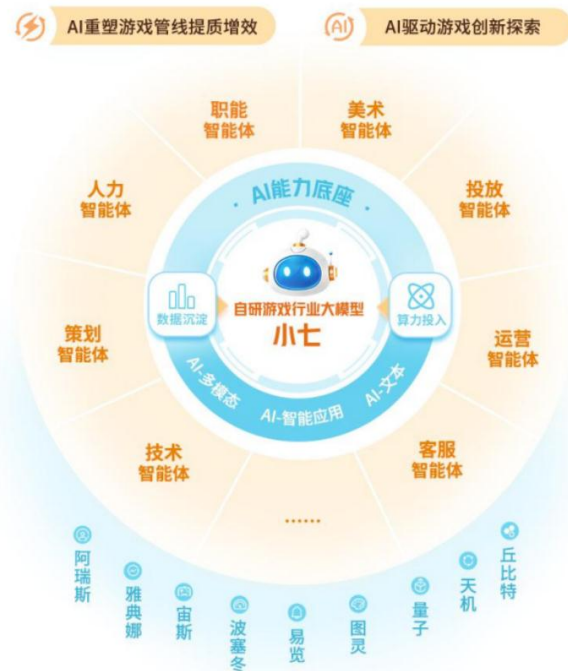 AI重塑游戏管线提质增效
AI驱动游戏创新探索
职能
智能体
美术
智能体
人力
智能体
投放
智能体
·AI能力底座·
数据沉淀
自研游戏行业大模型
小七
算力投入
策划
智能体
运营
智能体
AI-多模态
AI-智能应用
AI-文本
技术
智能体
客服
智能体
……
阿瑞斯
雅典娜
宙斯
波塞冬
易览
图灵
量子
天机
丘比特